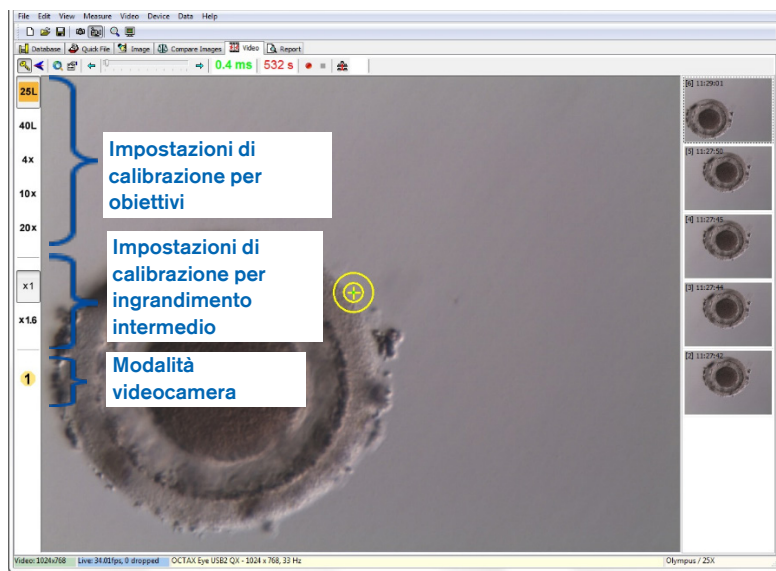 File Edit View Measure Video Device Data Help
Database Quick File Image Compare Images Video Report
0.4 ms 532 s
25L
40L
4x
10x
20x
x1
x1.6
1
Impostazioni di
calibrazione per
obiettivi
Impostazioni di
calibrazione per
ingrandimento
intermedio
Modalità
videocamera
[6] 11:29:01
[5] 11:27:51
[4] 11:27:45
[3] 11:27:44
[2] 11:27:42
Video: 1024x768 Live: 34.01fps, 0 dropped OCTAX Eye USB2 QX - 1024 x 768, 33 Hz Olympus / 25X